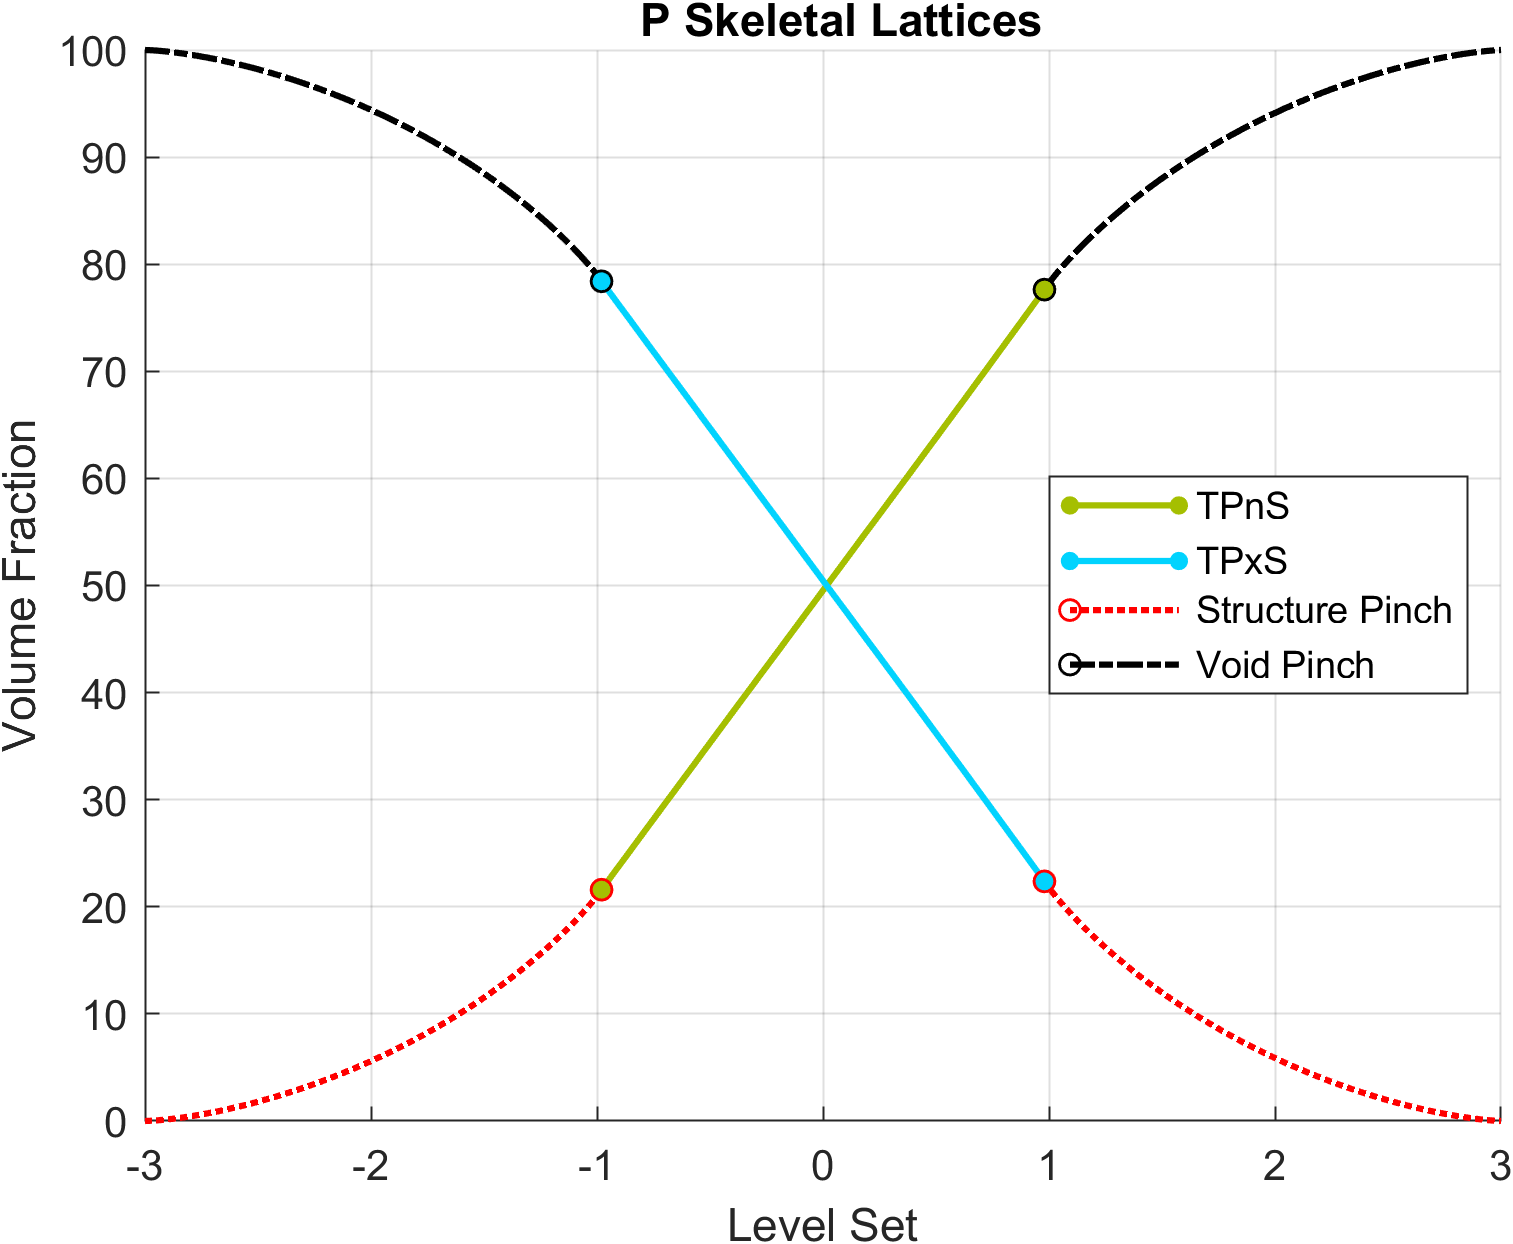 P Skeletal Lattices
100
90
80
70
60
50
40
30
20
10
0
Volume Fraction
TPnS
TPxS
Structure Pinch
Void Pinch
-3 -2 -1 0 1 2 3
Level Set